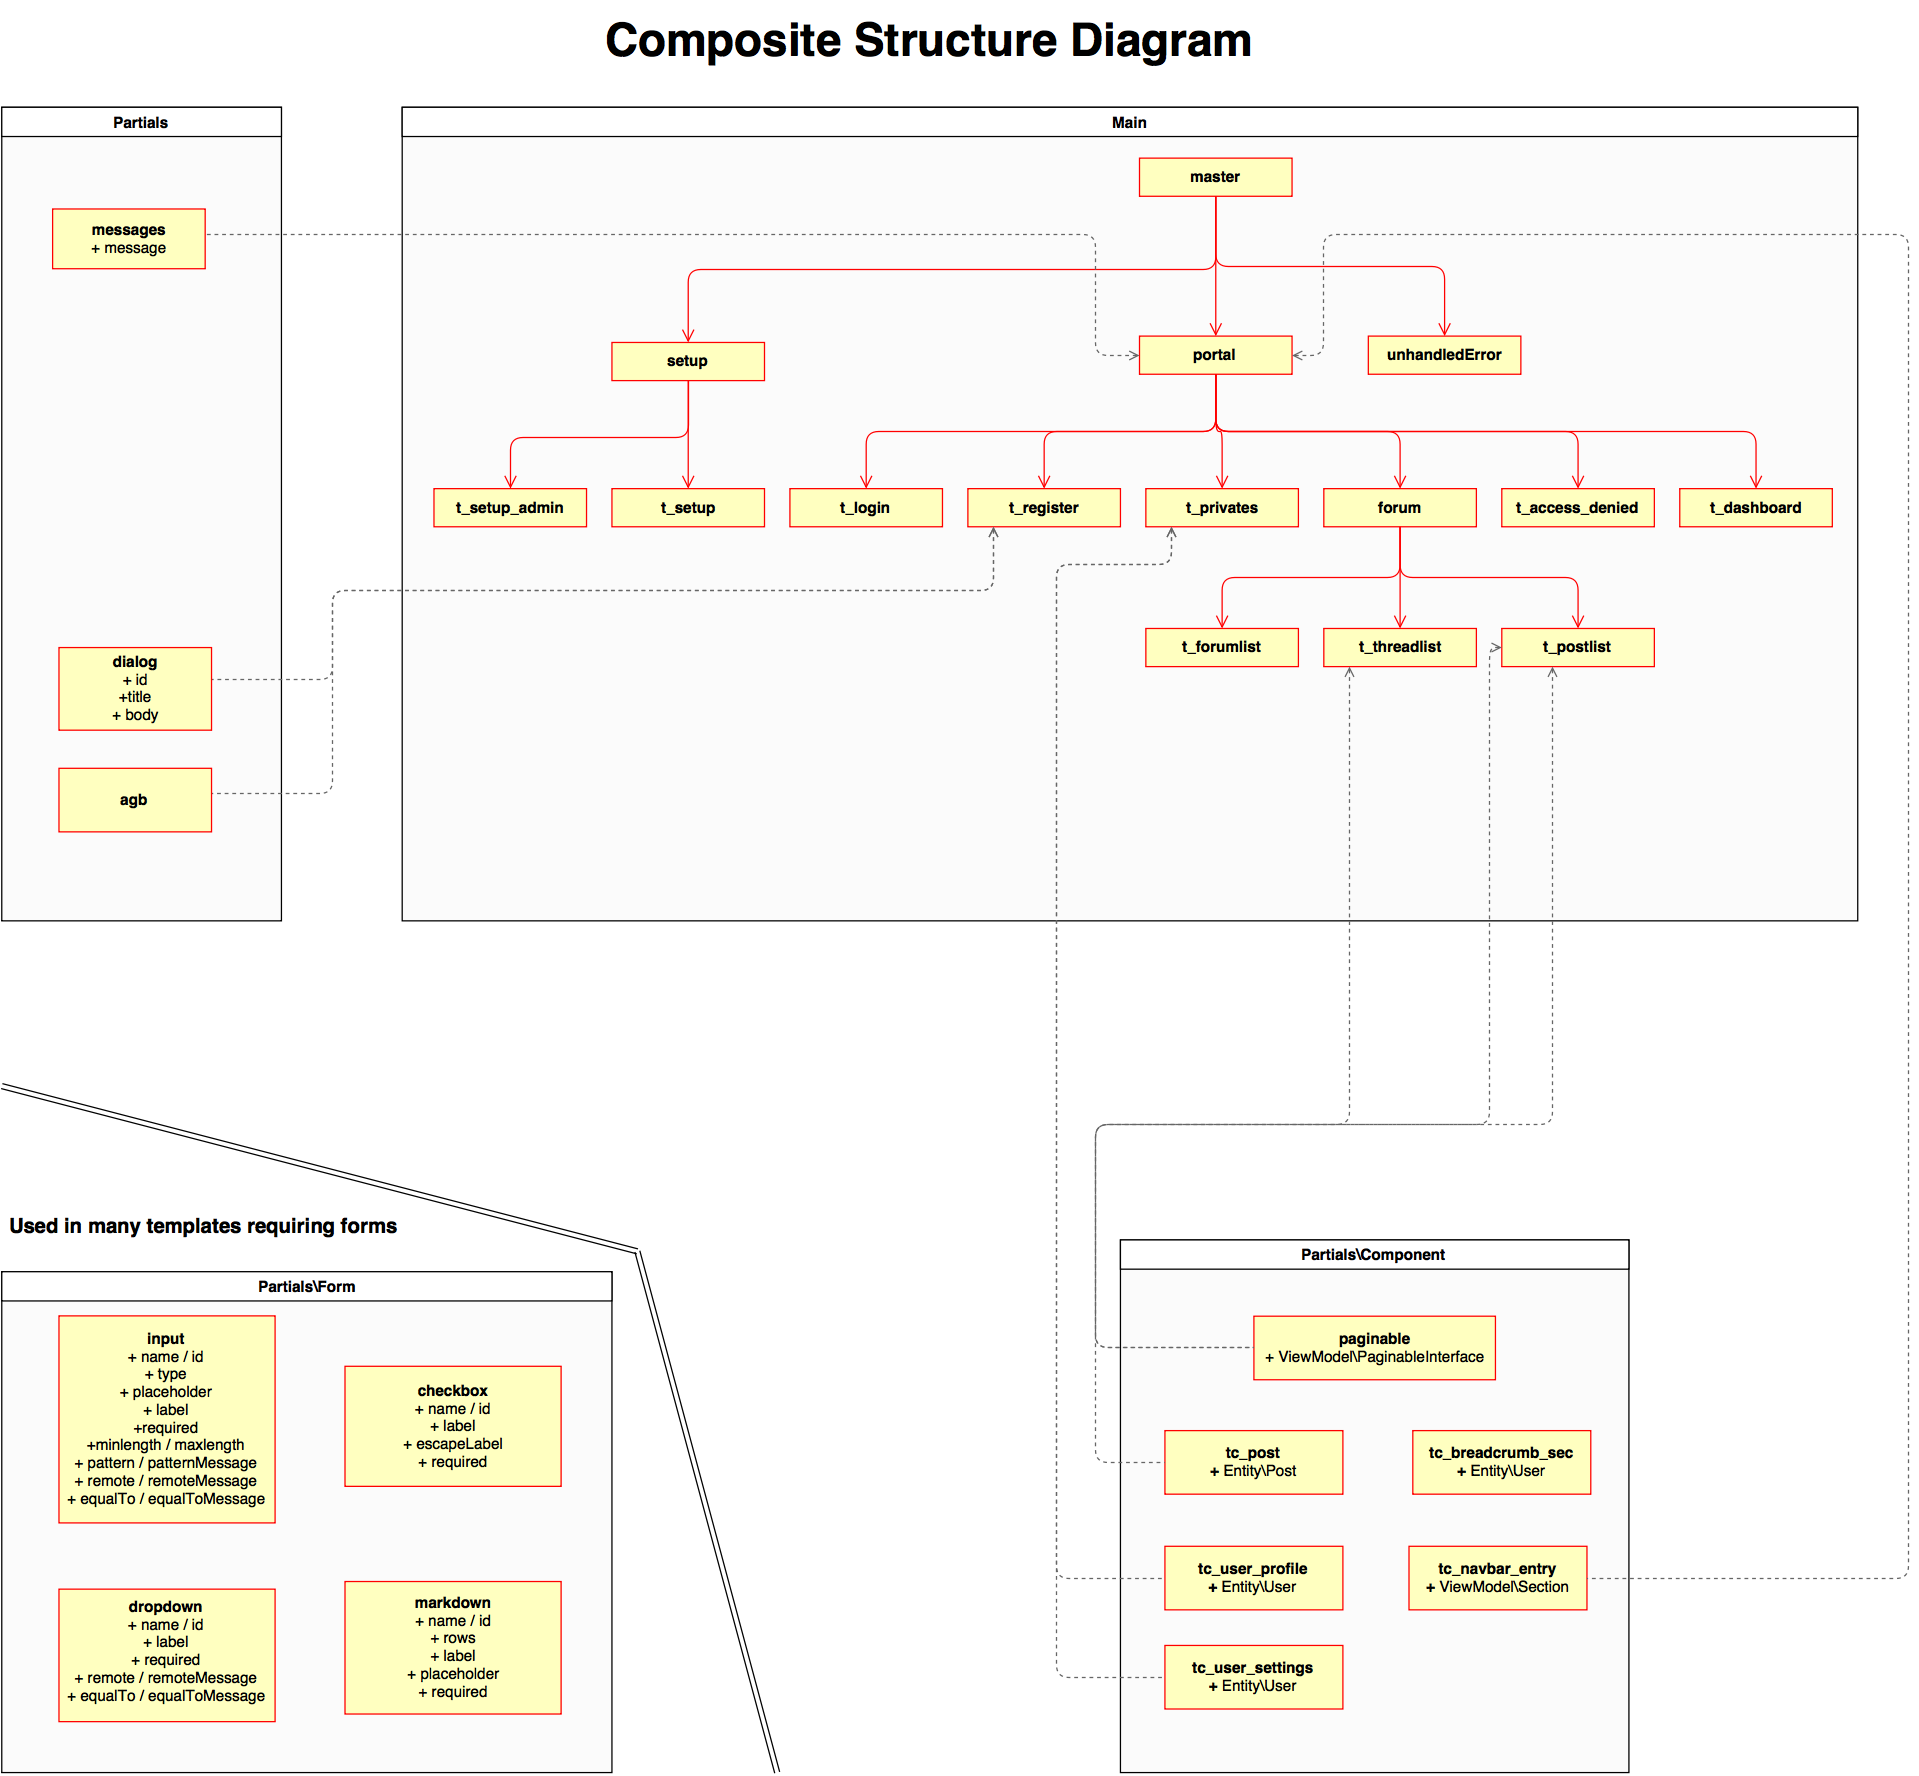 Composite Structure Diagram
Partials
messages
+ message
dialog
+ id
+title
+ body
agb
Main
master
setup
portal
unhandledError
t_setup_admin
t_setup
t_login
t_register
t_privates
forum
t_access_denied
t_dashboard
t_forumlist
t_threadlist
t_postlist
Used in many templates requiring forms
Partials\Form
input
+ name / id
+ type
+ placeholder
+ label
+required
+minlength / maxlength
+ pattern / patternMessage
+ remote / remoteMessage
+ equalTo / equalToMessage
checkbox
+ name / id
+ label
+ escapeLabel
+ required
dropdown
+ name / id
+ label
+ required
+ remote / remoteMessage
+ equalTo / equalToMessage
markdown
+ name / id
+ rows
+ label
+ placeholder
+ required
Partials\Component
paginable
+ ViewModel\PaginableInterface
tc_post
+ Entity\Post
tc_breadcrumb_sec
+ Entity\User
tc_user_profile
+ Entity\User
tc_navbar_entry
+ ViewModel\Section
tc_user_settings
+ Entity\User